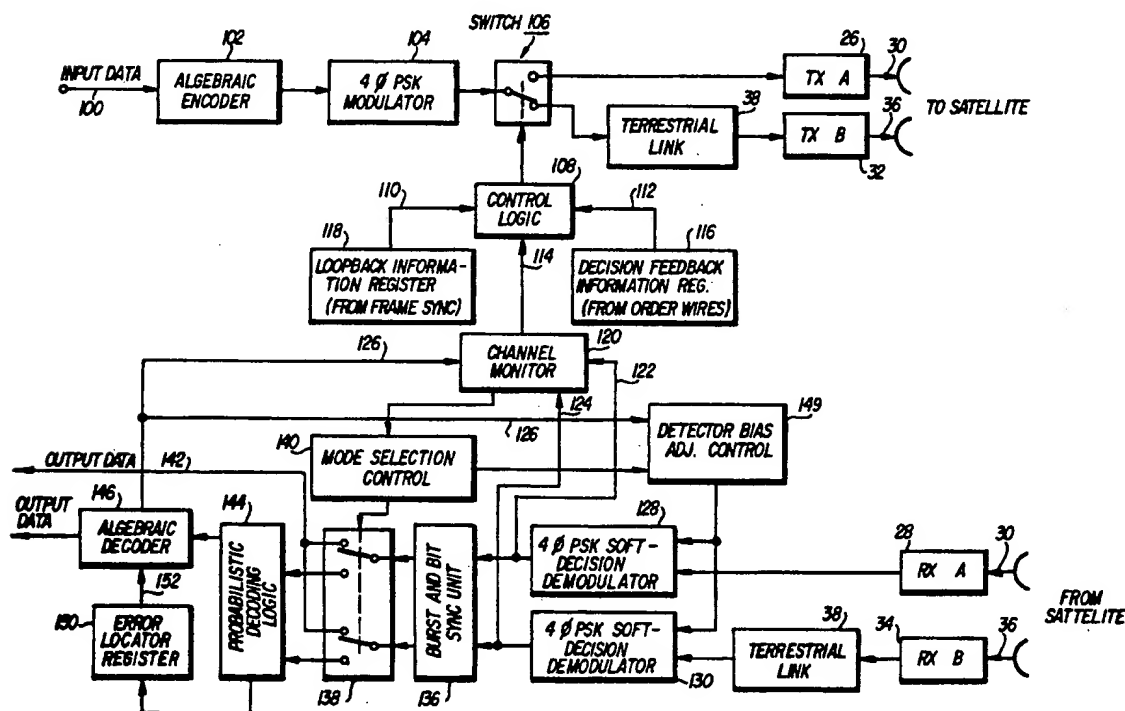 SWITCH 106
102
104
26
30
INPUT DATA
100
ALGEBRAIC
ENCODER
4 Ø PSK
MODULATOR
TX A
38
36
TO SATELLITE
TERRESTRIAL
LINK
TX B
32
108
110
CONTROL
LOGIC
112
118
114
116
LOOPBACK INFORMA-
TION REGISTER
(FROM FRAME SYNC)
DECISION FEEDBACK
INFORMATION REG.
(FROM ORDER WIRES)
126
120
CHANNEL
MONITOR
122
124
149
126
140
DETECTOR BIAS
ADJ. CONTROL
OUTPUT DATA
142
MODE SELECTION
CONTROL
OUTPUT
DATA
146
144
128
ALGEBRAIC
DECODER
PROBABILISTIC
DECODING
LOGIC
BURST AND BIT
SYNC UNIT
4 Ø PSK SOFT-
DECISION
DEMODULATOR
28
30
RX A
152
FROM
SATTELITE
150
ERROR
LOCATOR
REGISTER
4 Ø PSK SOFT-
DECISION
DEMODULATOR
38
34
36
TERRESTRIAL
LINK
RX B
138
136
130